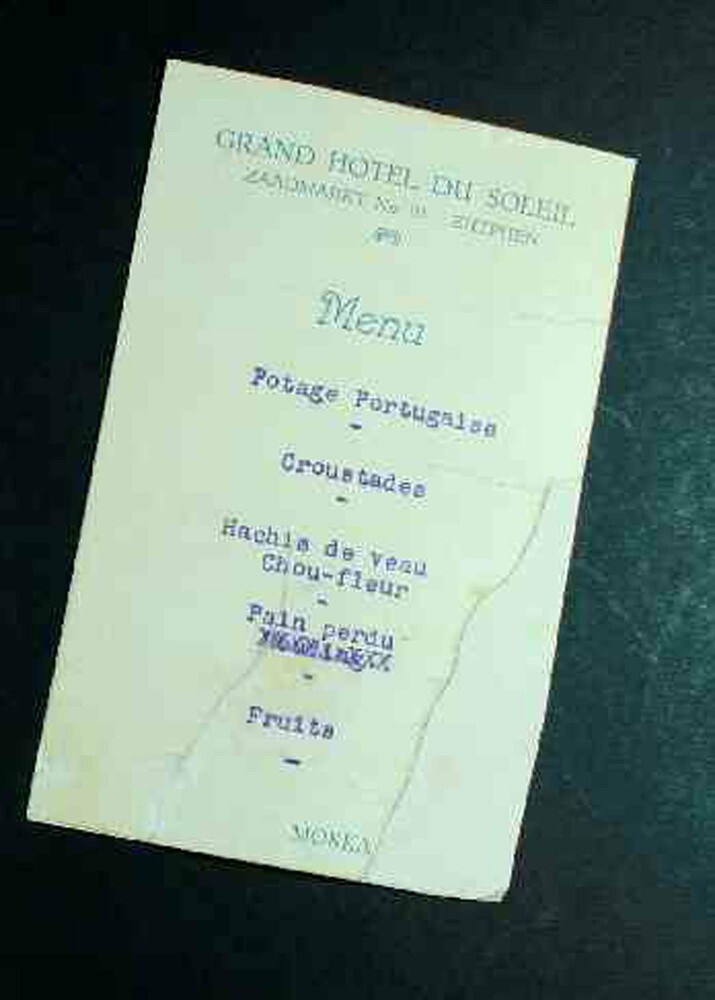 GRAND HOTEL DU SOLEIL
ZAADMARKT No ZUTPHEN
Menu
Potage Portugaise
-
Croustades
-
Hachis de Veau
Chou-fleur
-
Pain perdu
-
Fruits
-